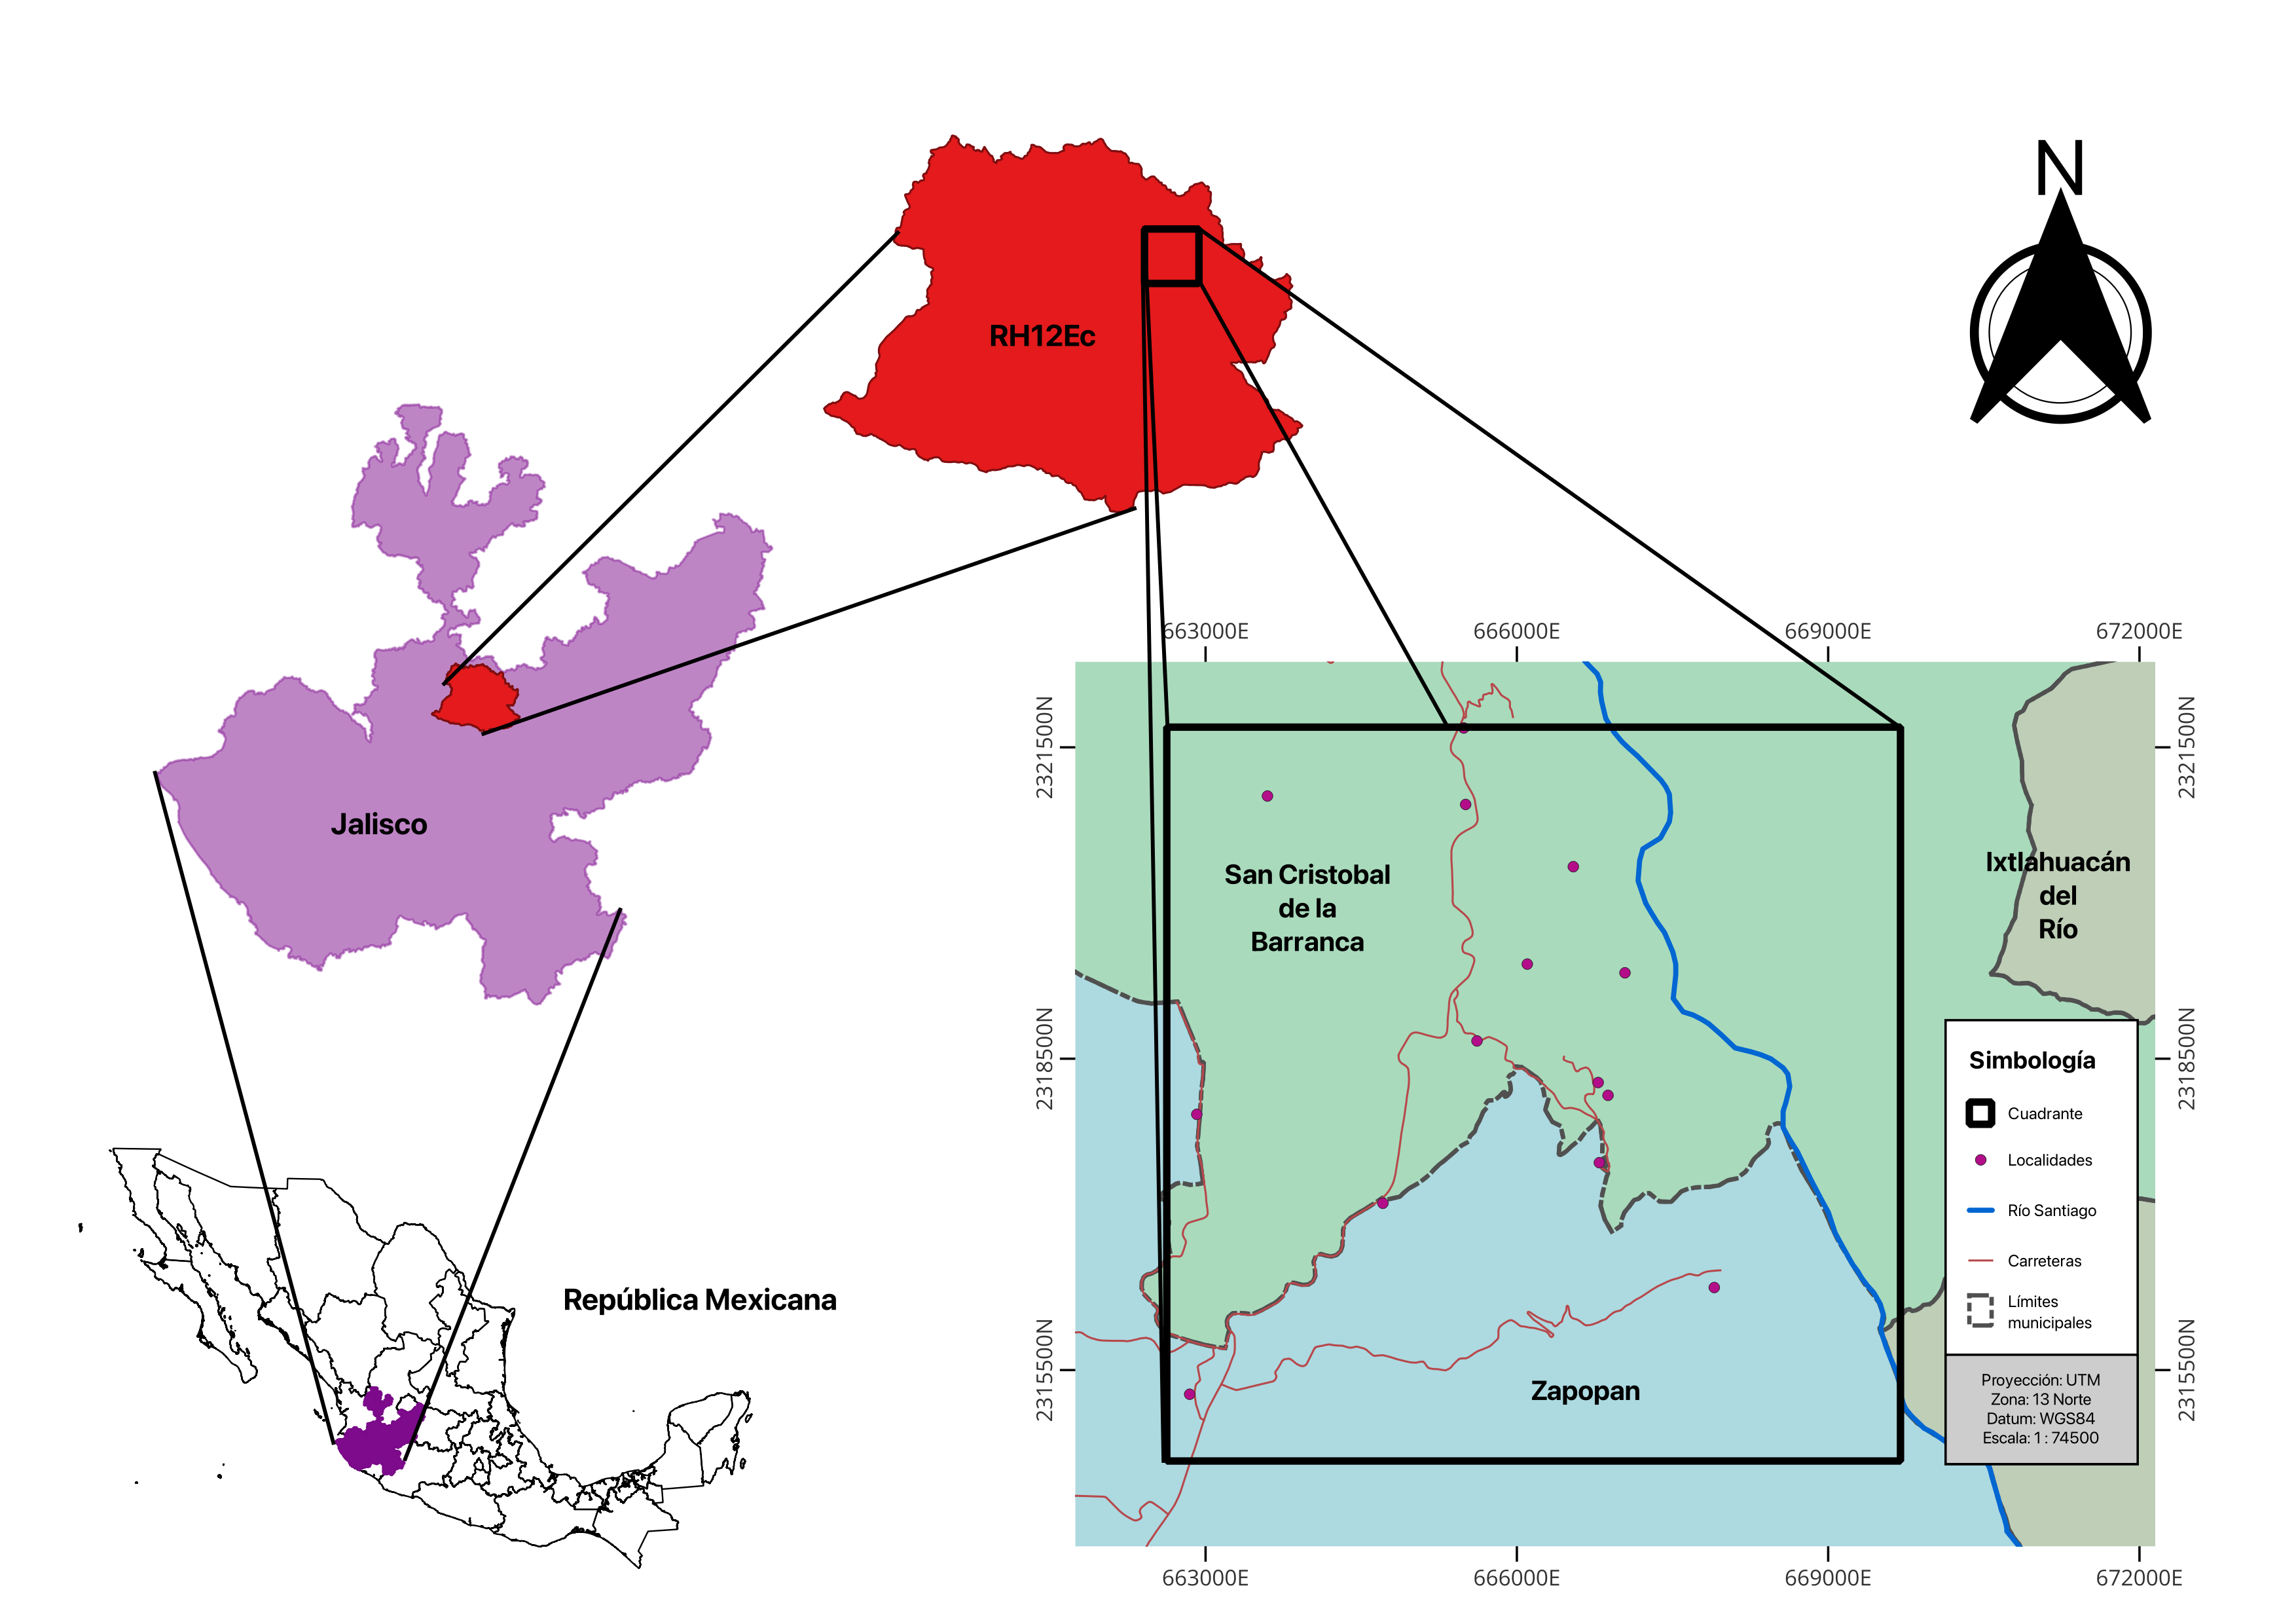 N
RH12Ec
Jalisco
República Mexicana
663000E
666000E
669000E
672000E
2321500N
2318500N
2315500N
2321500N
2318500N
2315500N
San Cristobal
de la
Barranca
Ixtlahuacán
del
Río
Zapopan
Simbología
Cuadrante
Localidades
Río Santiago
Carreteras
Límites
municipales
Proyección: UTM
Zona: 13 Norte
Datum: WGS84
Escala: 1 : 74500
663000E
666000E
669000E
672000E